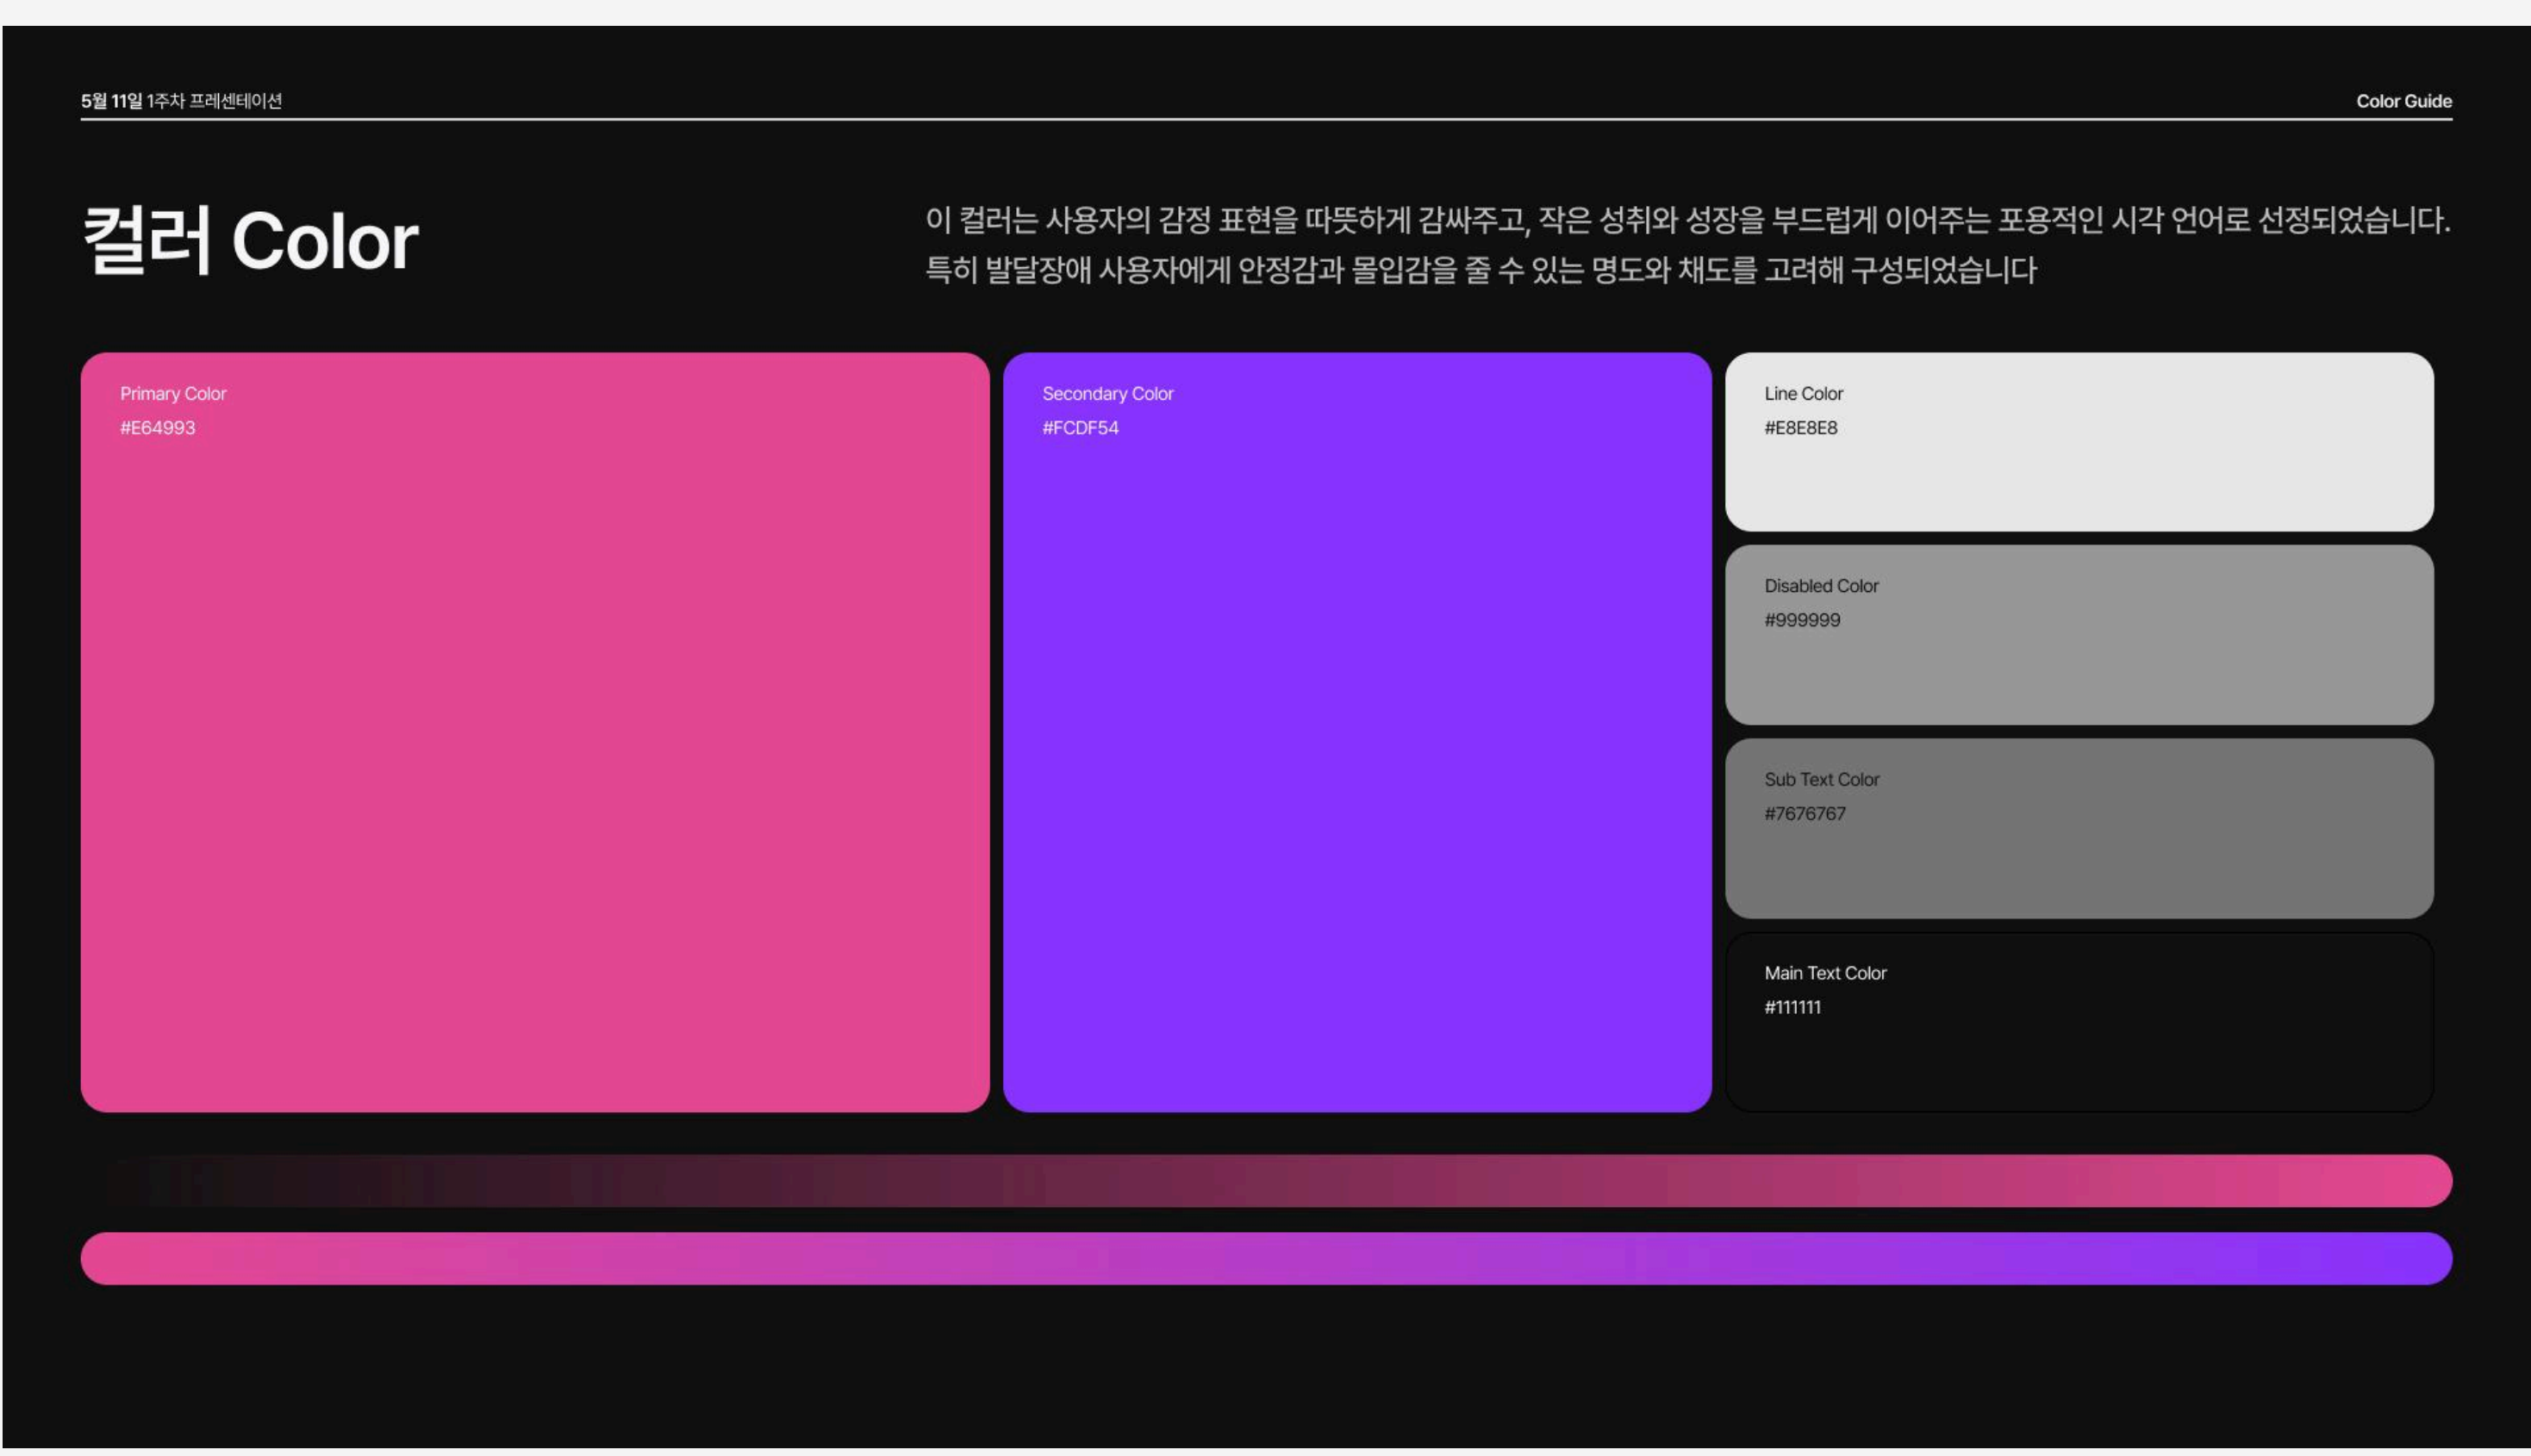 5월 11일 1주차 프레센테이션
Color Guide
컬러 Color
이 컬러는 사용자의 감정 표현을 따뜻하게 감싸주고, 작은 성취와 성장을 부드럽게 이어주는 포용적인 시각 언어로 선정되었습니다.
특히 발달장애 사용자에게 안정감과 몰입감을 줄 수 있는 명도와 채도를 고려해 구성되었습니다
Primary Color
#E64993
Secondary Color
#FCDF54
Line Color
#E8E8E8
Disabled Color
#999999
Sub Text Color
#7676767
Main Text Color
#111111